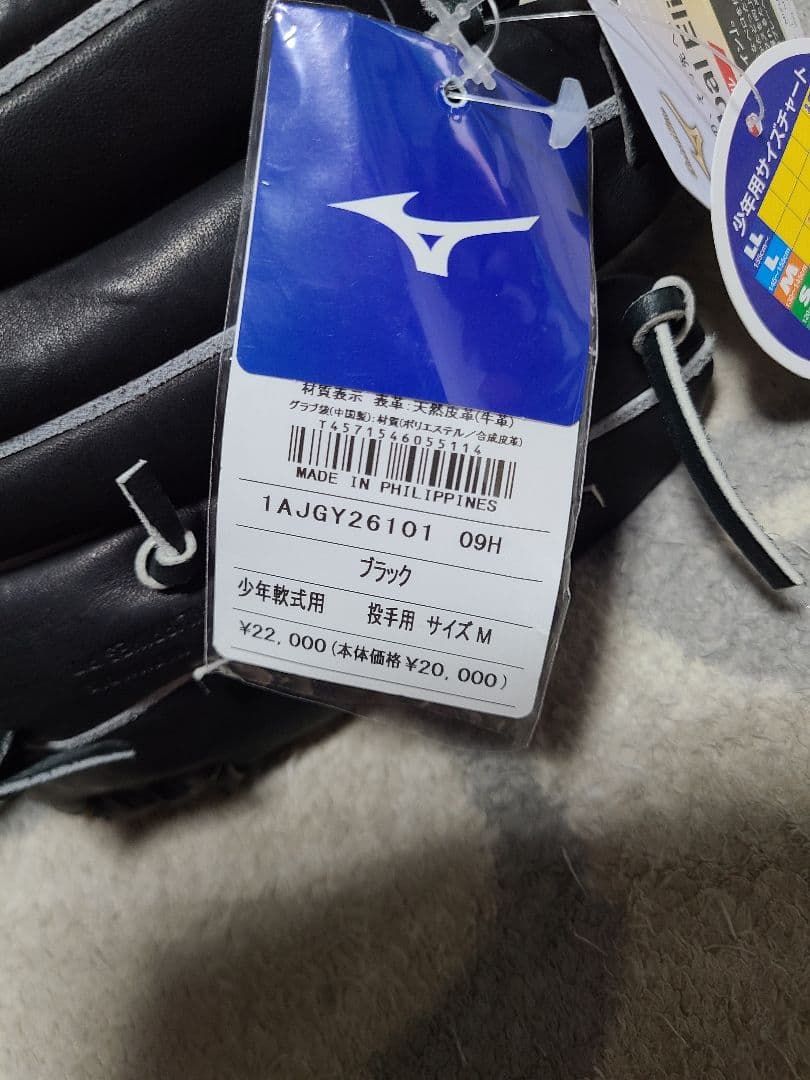 材質表示 表革:天然皮革(牛革)
グラブ袋(中国製):材質(ポリエステル/合成皮革)
T4571546055114
MADE IN PHILIPPINES
1AJGY26101 09H
ブラック
少年軟式用 投手用 サイズ M
¥22,000(本体価格¥20,000)
少年用サイズチャート
LL
L
M
S